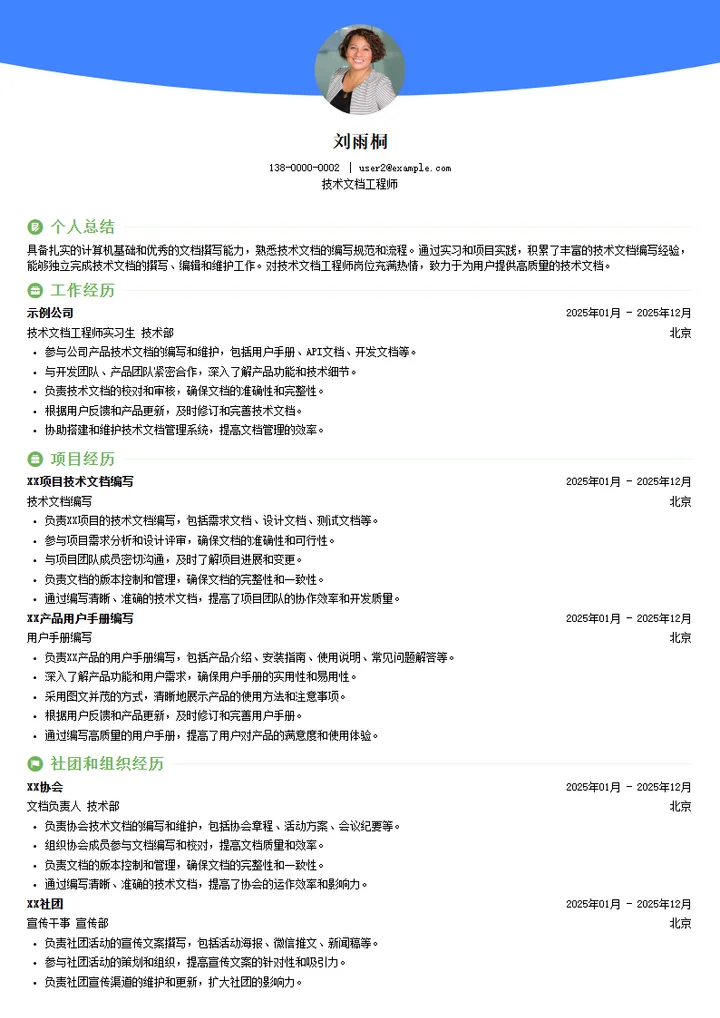 刘雨桐
138-0000-0002 | user2@example.com
技术文档工程师
个人总结
具备扎实的计算机基础和优秀的文档撰写能力，熟悉技术文档的编写规范和流程。通过实习和项目实践，积累了丰富的技术文档编写经验，
能够独立完成技术文档的撰写、编辑和维护工作。对技术文档工程师岗位充满热情，致力于为用户提供高质量的技术文档。
工作经历
示例公司 2025年01月 - 2025年12月
技术文档工程师实习生 技术部 北京
• 参与公司产品技术文档的编写和维护，包括用户手册、API文档、开发文档等。
• 与开发团队、产品团队紧密合作，深入了解产品功能和技术细节。
• 负责技术文档的校对和审核，确保文档的准确性和完整性。
• 根据用户反馈和产品更新，及时修订和完善技术文档。
• 协助搭建和维护技术文档管理系统，提高文档管理的效率。
项目经历
XX项目技术文档编写 2025年01月 - 2025年12月
技术文档编写 北京
• 负责XX项目的技术文档编写，包括需求文档、设计文档、测试文档等。
• 参与项目需求分析和设计评审，确保文档的准确性和可行性。
• 与项目团队成员密切沟通，及时了解项目进展和变更。
• 负责文档的版本控制和管理，确保文档的完整性和一致性。
• 通过编写清晰、准确的技术文档，提高了项目团队的协作效率和开发质量。
XX产品用户手册编写 2025年01月 - 2025年12月
用户手册编写 北京
• 负责XX产品的用户手册编写，包括产品介绍、安装指南、使用说明、常见问题解答等。
• 深入了解产品功能和用户需求，确保用户手册的实用性和易用性。
• 采用图文并茂的方式，清晰地展示产品的使用方法和注意事项。
• 根据用户反馈和产品更新，及时修订和完善用户手册。
• 通过编写高质量的用户手册，提高了用户对产品的满意度和使用体验。
社团和组织经历
XX协会 2025年01月 - 2025年12月
文档负责人 技术部 北京
• 负责协会技术文档的编写和维护，包括协会章程、活动方案、会议纪要等。
• 组织协会成员参与文档编写和校对，提高文档质量和效率。
• 负责文档的版本控制和管理，确保文档的完整性和一致性。
• 通过编写清晰、准确的技术文档，提高了协会的运作效率和影响力。
XX社团 2025年01月 - 2025年12月
宣传干事 宣传部 北京
• 负责社团活动的宣传文案撰写，包括活动海报、微信推文、新闻稿等。
• 参与社团活动的策划和组织，提高宣传文案的针对性和吸引力。
• 负责社团宣传渠道的维护和更新，扩大社团的影响力。